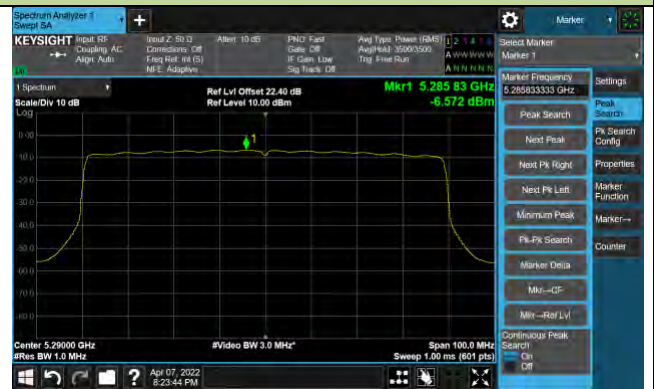 Spectrum Analyzer 1
Swept SA
Marker
KEYSIGHT
Input: RF
Coupling: AC
Align: Auto
Input Z: 50 Ω
Corrections: Off
Freq Ref: Int (S)
NFE: Adaptive
Atten: 10 dB
PNO: Fast
Gate: Off
IF Gain: Low
Sig Track: Off
Avg Type: Power (RMS)
Avg|Hold: 3500/3500
Trig: Free Run
A W W W W W
A N N N N N
Select Marker
Marker 1
1 Spectrum
Scale/Div 10 dB
Log
Ref Lvl Offset 22.40 dB
Ref Level 10.00 dBm
Mkr1 5.285 83 GHz
-6.572 dBm
Marker Frequency
5.285833333 GHz
Peak Search
Next Peak
Next Pk Right
Next Pk Left
Minimum Peak
Pk-Pk Search
Marker Delta
Mkr→CF
Mkr→Ref Lvl
Continuous Peak
Search
On
Off
Settings
Peak
Search
Pk Search
Config
Properties
Marker
Function
Marker→
Counter
1
0.00
-10.0
-20.0
-30.0
-40.0
-50.0
-60.0
-70.0
-80.0
Center 5.29000 GHz
#Res BW 1.0 MHz
#Video BW 3.0 MHz*
Span 100.0 MHz
Sweep 1.00 ms (601 pts)
Apr 07, 2022
8:23:44 PM